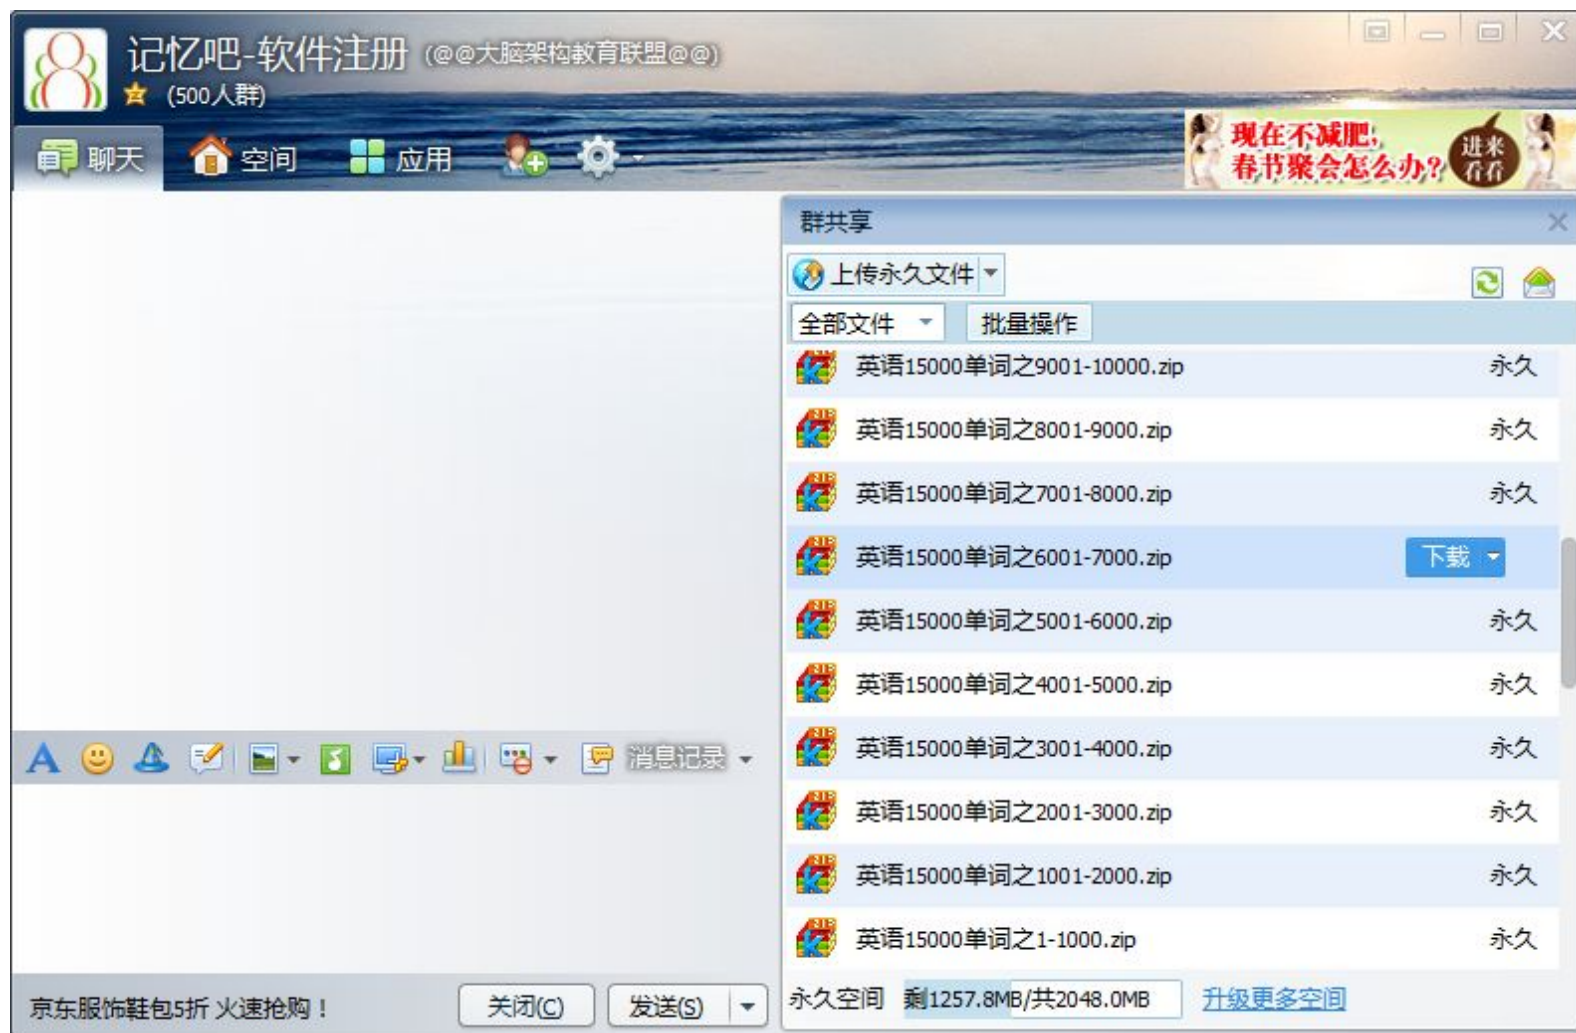 记忆吧-软件注册 (@@大脑架构教育联盟@@)
(500人群)
聊天 空间 应用
现在不减肥,
春节聚会怎么办?
进来
看看
群共享
上传永久文件
全部文件 批量操作
英语15000单词之9001-10000.zip 永久
英语15000单词之8001-9000.zip 永久
英语15000单词之7001-8000.zip 永久
英语15000单词之6001-7000.zip 下载
英语15000单词之5001-6000.zip 永久
英语15000单词之4001-5000.zip 永久
英语15000单词之3001-4000.zip 永久
英语15000单词之2001-3000.zip 永久
英语15000单词之1001-2000.zip 永久
英语15000单词之1-1000.zip 永久
永久空间 剩1257.8MB/共2048.0MB 升级更多空间
消息记录
京东服饰鞋包5折 火速抢购！ 关闭(C) 发送(S)